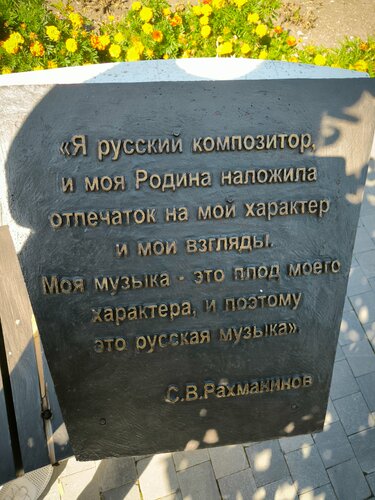 «Я русский композитор,
и моя Родина наложила
отпечаток на мой характер
и мои взгляды.
Моя музыка - это плод моего
характера, и поэтому
это русская музыка».
С.В.Рахманинов